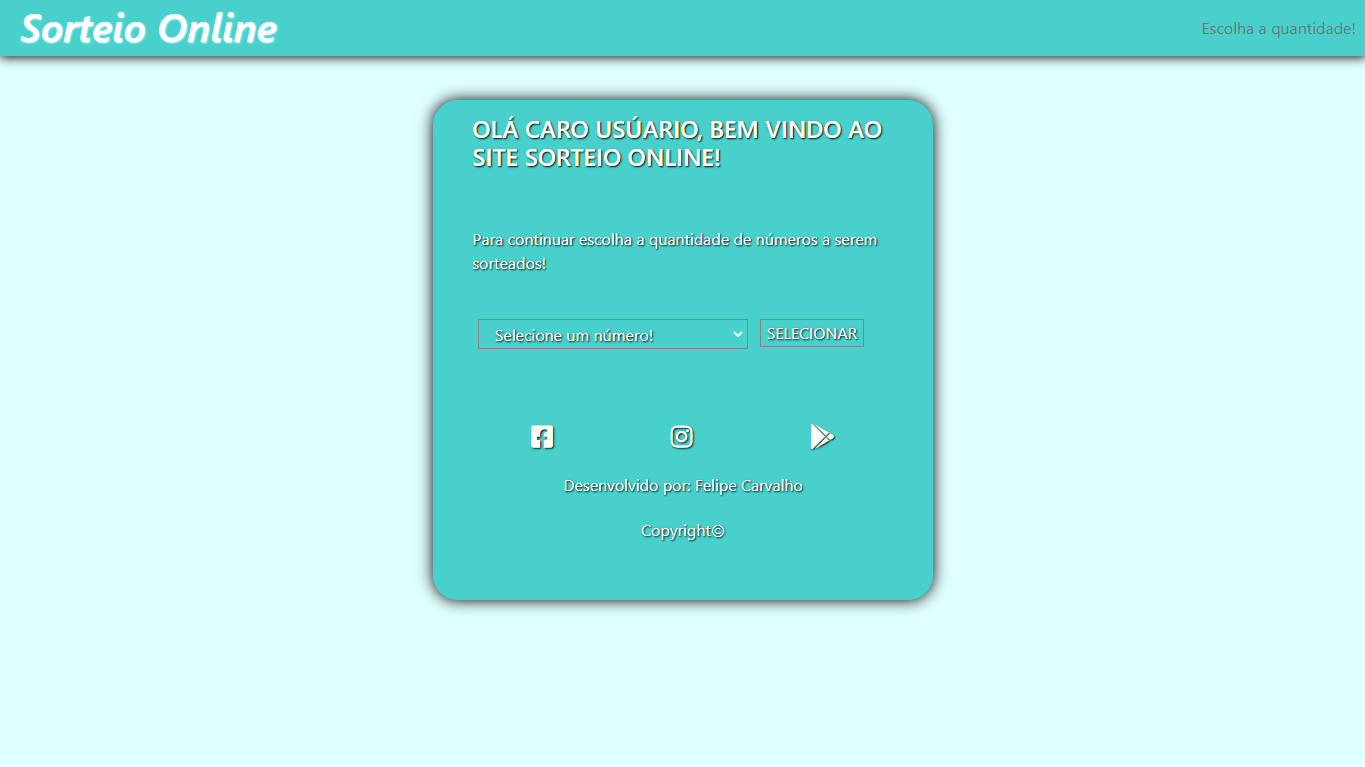 Sorteio Online
Escolha a quantidade!
OLÁ CARO USÚARIO, BEM VINDO AO
SITE SORTEIO ONLINE!
Para continuar escolha a quantidade de números a serem
sorteados!
Selecione um número!
SELECIONAR
Desenvolvido por: Felipe Carvalho
Copyright©